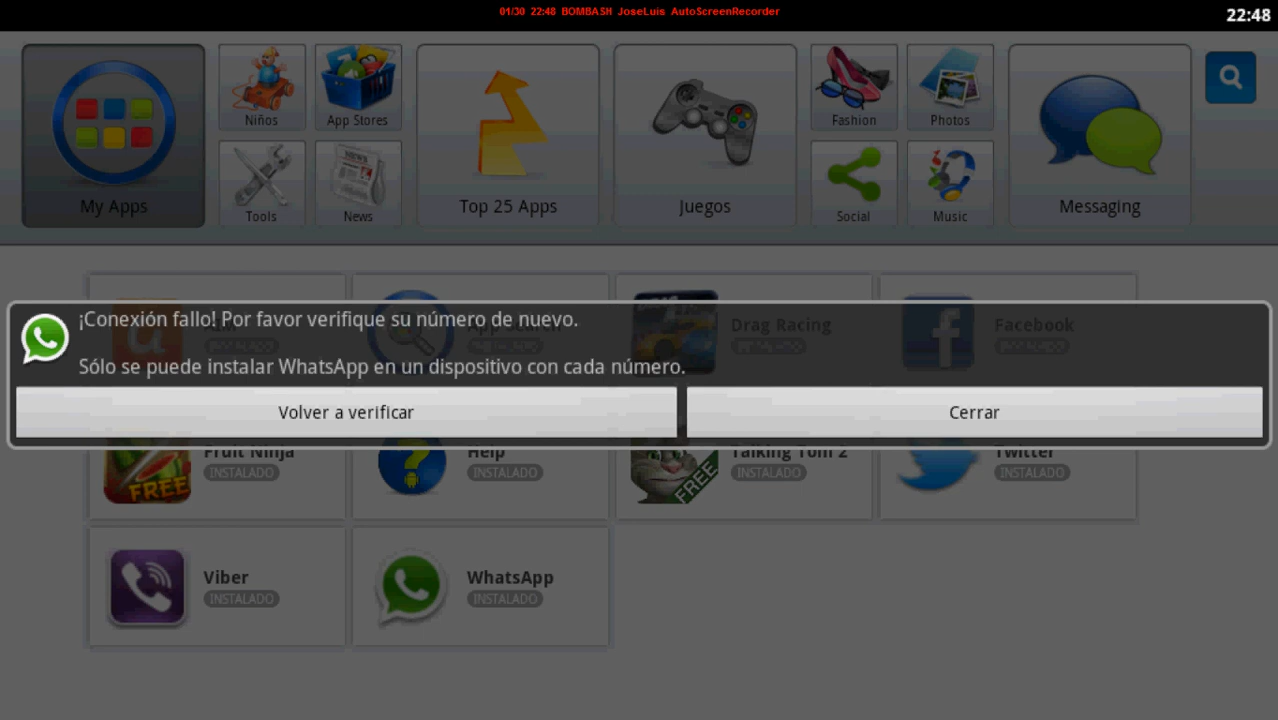 01/30 22:48 BOMBASH JoseLuis AutoScreenRecorder
22:48
Niños
App Stores
Fashion
Photos
My Apps
Tools
News
Top 25 Apps
Juegos
Social
Music
Messaging
¡Conexión fallo! Por favor verifique su número de nuevo.
App Search
Drag Racing
Facebook
Sólo se puede instalar WhatsApp en un dispositivo con cada número.
Volver a verificar
Cerrar
Fruit Ninja
INSTALADO
FREE
Help
INSTALADO
Talking Tom 2
INSTALADO
FREE
Twitter
INSTALADO
Viber
INSTALADO
WhatsApp
INSTALADO